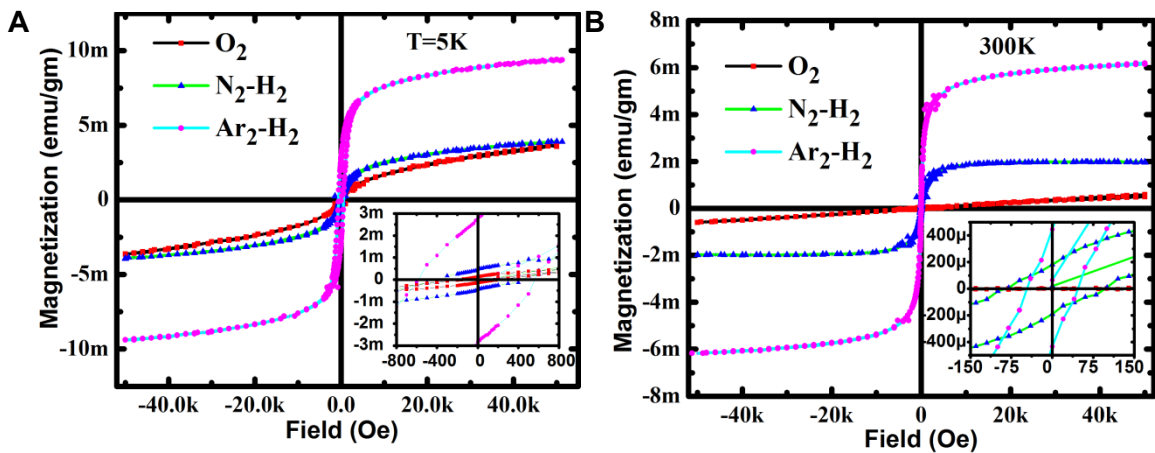 A
T=5K
O2
N2-H2
Ar2-H2
Magnetization (emu/gm)
10m
5m
0
-5m
-10m
3m
2m
1m
0
-1m
-2m
-3m
-800 -400 0 400 800
-40.0k -20.0k 0.0 20.0k 40.0k
Field (Oe)
B
300K
O2
N2-H2
Ar2-H2
Magnetization (emu/gm)
8m
6m
4m
2m
0
-2m
-4m
-6m
-8m
400µ
200µ
0
-200µ
-400µ
-150 -75 0 75 150
-40k -20k 0 20k 40k
Field (Oe)